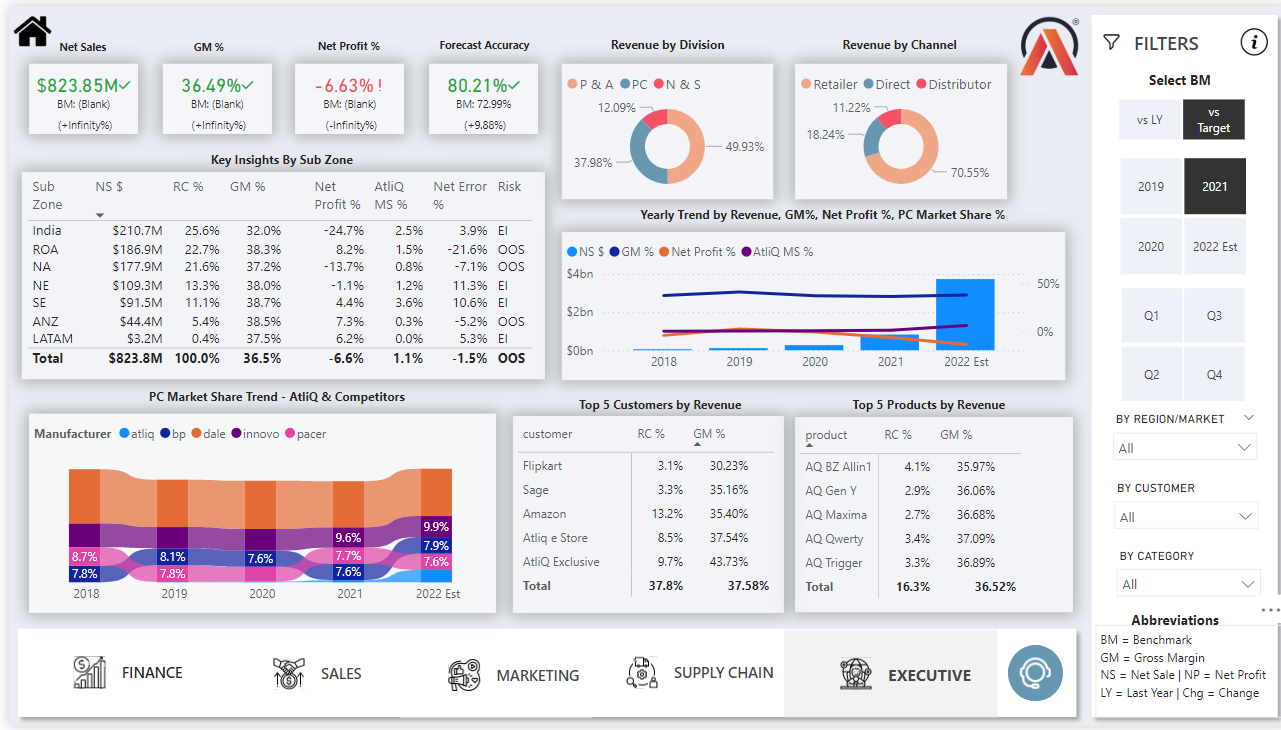 Net Sales
$823.85M✓
BM: (Blank)
(+Infinity%)
GM %
36.49%✓
BM: (Blank)
(+Infinity%)
Net Profit %
-6.63% !
BM: (Blank)
(-Infinity%)
Forecast Accuracy
80.21%✓
BM: 72.99%
(+9.88%)
Revenue by Division
P & A PC N & S
12.09%
49.93%
37.98%
Revenue by Channel
Retailer Direct Distributor
11.22%
18.24%
70.55%
®
Key Insights By Sub Zone
Sub Zone NS $ RC % GM % Net Profit % AtliQ MS % Net Error % Risk
India $210.7M 25.6% 32.0% -24.7% 2.5% 3.9% EI
ROA $186.9M 22.7% 38.3% 8.2% 1.5% -21.6% OOS
NA $177.9M 21.6% 37.2% -13.7% 0.8% -7.1% OOS
NE $109.3M 13.3% 38.0% -1.1% 1.2% 11.3% EI
SE $91.5M 11.1% 38.7% 4.4% 3.6% 10.6% EI
ANZ $44.4M 5.4% 38.5% 7.3% 0.3% -5.2% OOS
LATAM $3.2M 0.4% 37.5% 6.2% 0.0% 5.3% EI
Total $823.8M 100.0% 36.5% -6.6% 1.1% -1.5% OOS
Yearly Trend by Revenue, GM%, Net Profit %, PC Market Share %
NS $ GM % Net Profit % AtliQ MS %
$4bn
$2bn
$0bn
50%
0%
2018 2019 2020 2021 2022 Est
PC Market Share Trend - AtliQ & Competitors
Manufacturer atliq bp dale innovo pacer
8.7%
7.8%
8.1%
7.8%
7.6%
9.6%
7.7%
7.6%
9.9%
7.9%
7.6%
2018 2019 2020 2021 2022 Est
Top 5 Customers by Revenue
customer RC % GM %
Flipkart 3.1% 30.23%
Sage 3.3% 35.16%
Amazon 13.2% 35.40%
Atliq e Store 8.5% 37.54%
AtliQ Exclusive 9.7% 43.73%
Total 37.8% 37.58%
Top 5 Products by Revenue
product RC % GM %
AQ BZ Allin1 4.1% 35.97%
AQ Gen Y 2.9% 36.06%
AQ Maxima 2.7% 36.68%
AQ Qwerty 3.4% 37.09%
AQ Trigger 3.3% 36.89%
Total 16.3% 36.52%
FINANCE
SALES
MARKETING
SUPPLY CHAIN
EXECUTIVE
FILTERS
i
Select BM
vs LY
vs
Target
2019 2021
2020 2022 Est
Q1 Q3
Q2 Q4
BY REGION/MARKET
All
BY CUSTOMER
All
BY CATEGORY
All
Abbreviations
BM = Benchmark
GM = Gross Margin
NS = Net Sale | NP = Net Profit
LY = Last Year | Chg = Change